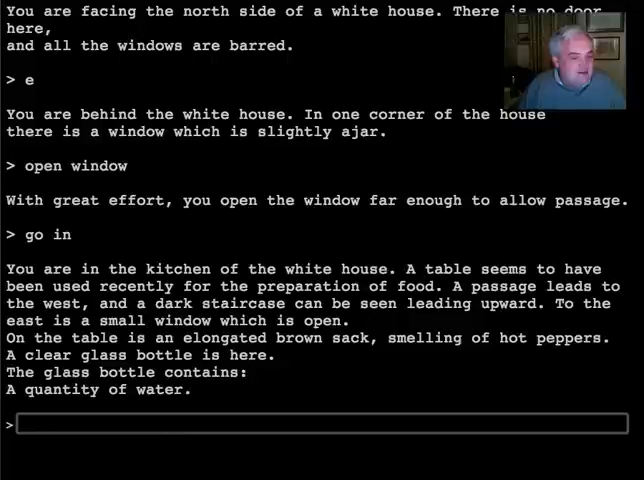 You are facing the north side of a white house. There is no door
here,
and all the windows are barred.
> e
You are behind the white house. In one corner of the house
there is a window which is slightly ajar.
> open window
With great effort, you open the window far enough to allow passage.
> go in
You are in the kitchen of the white house. A table seems to have
been used recently for the preparation of food. A passage leads to
the west, and a dark staircase can be seen leading upward. To the
east is a small window which is open.
On the table is an elongated brown sack, smelling of hot peppers.
A clear glass bottle is here.
The glass bottle contains:
A quantity of water.
>